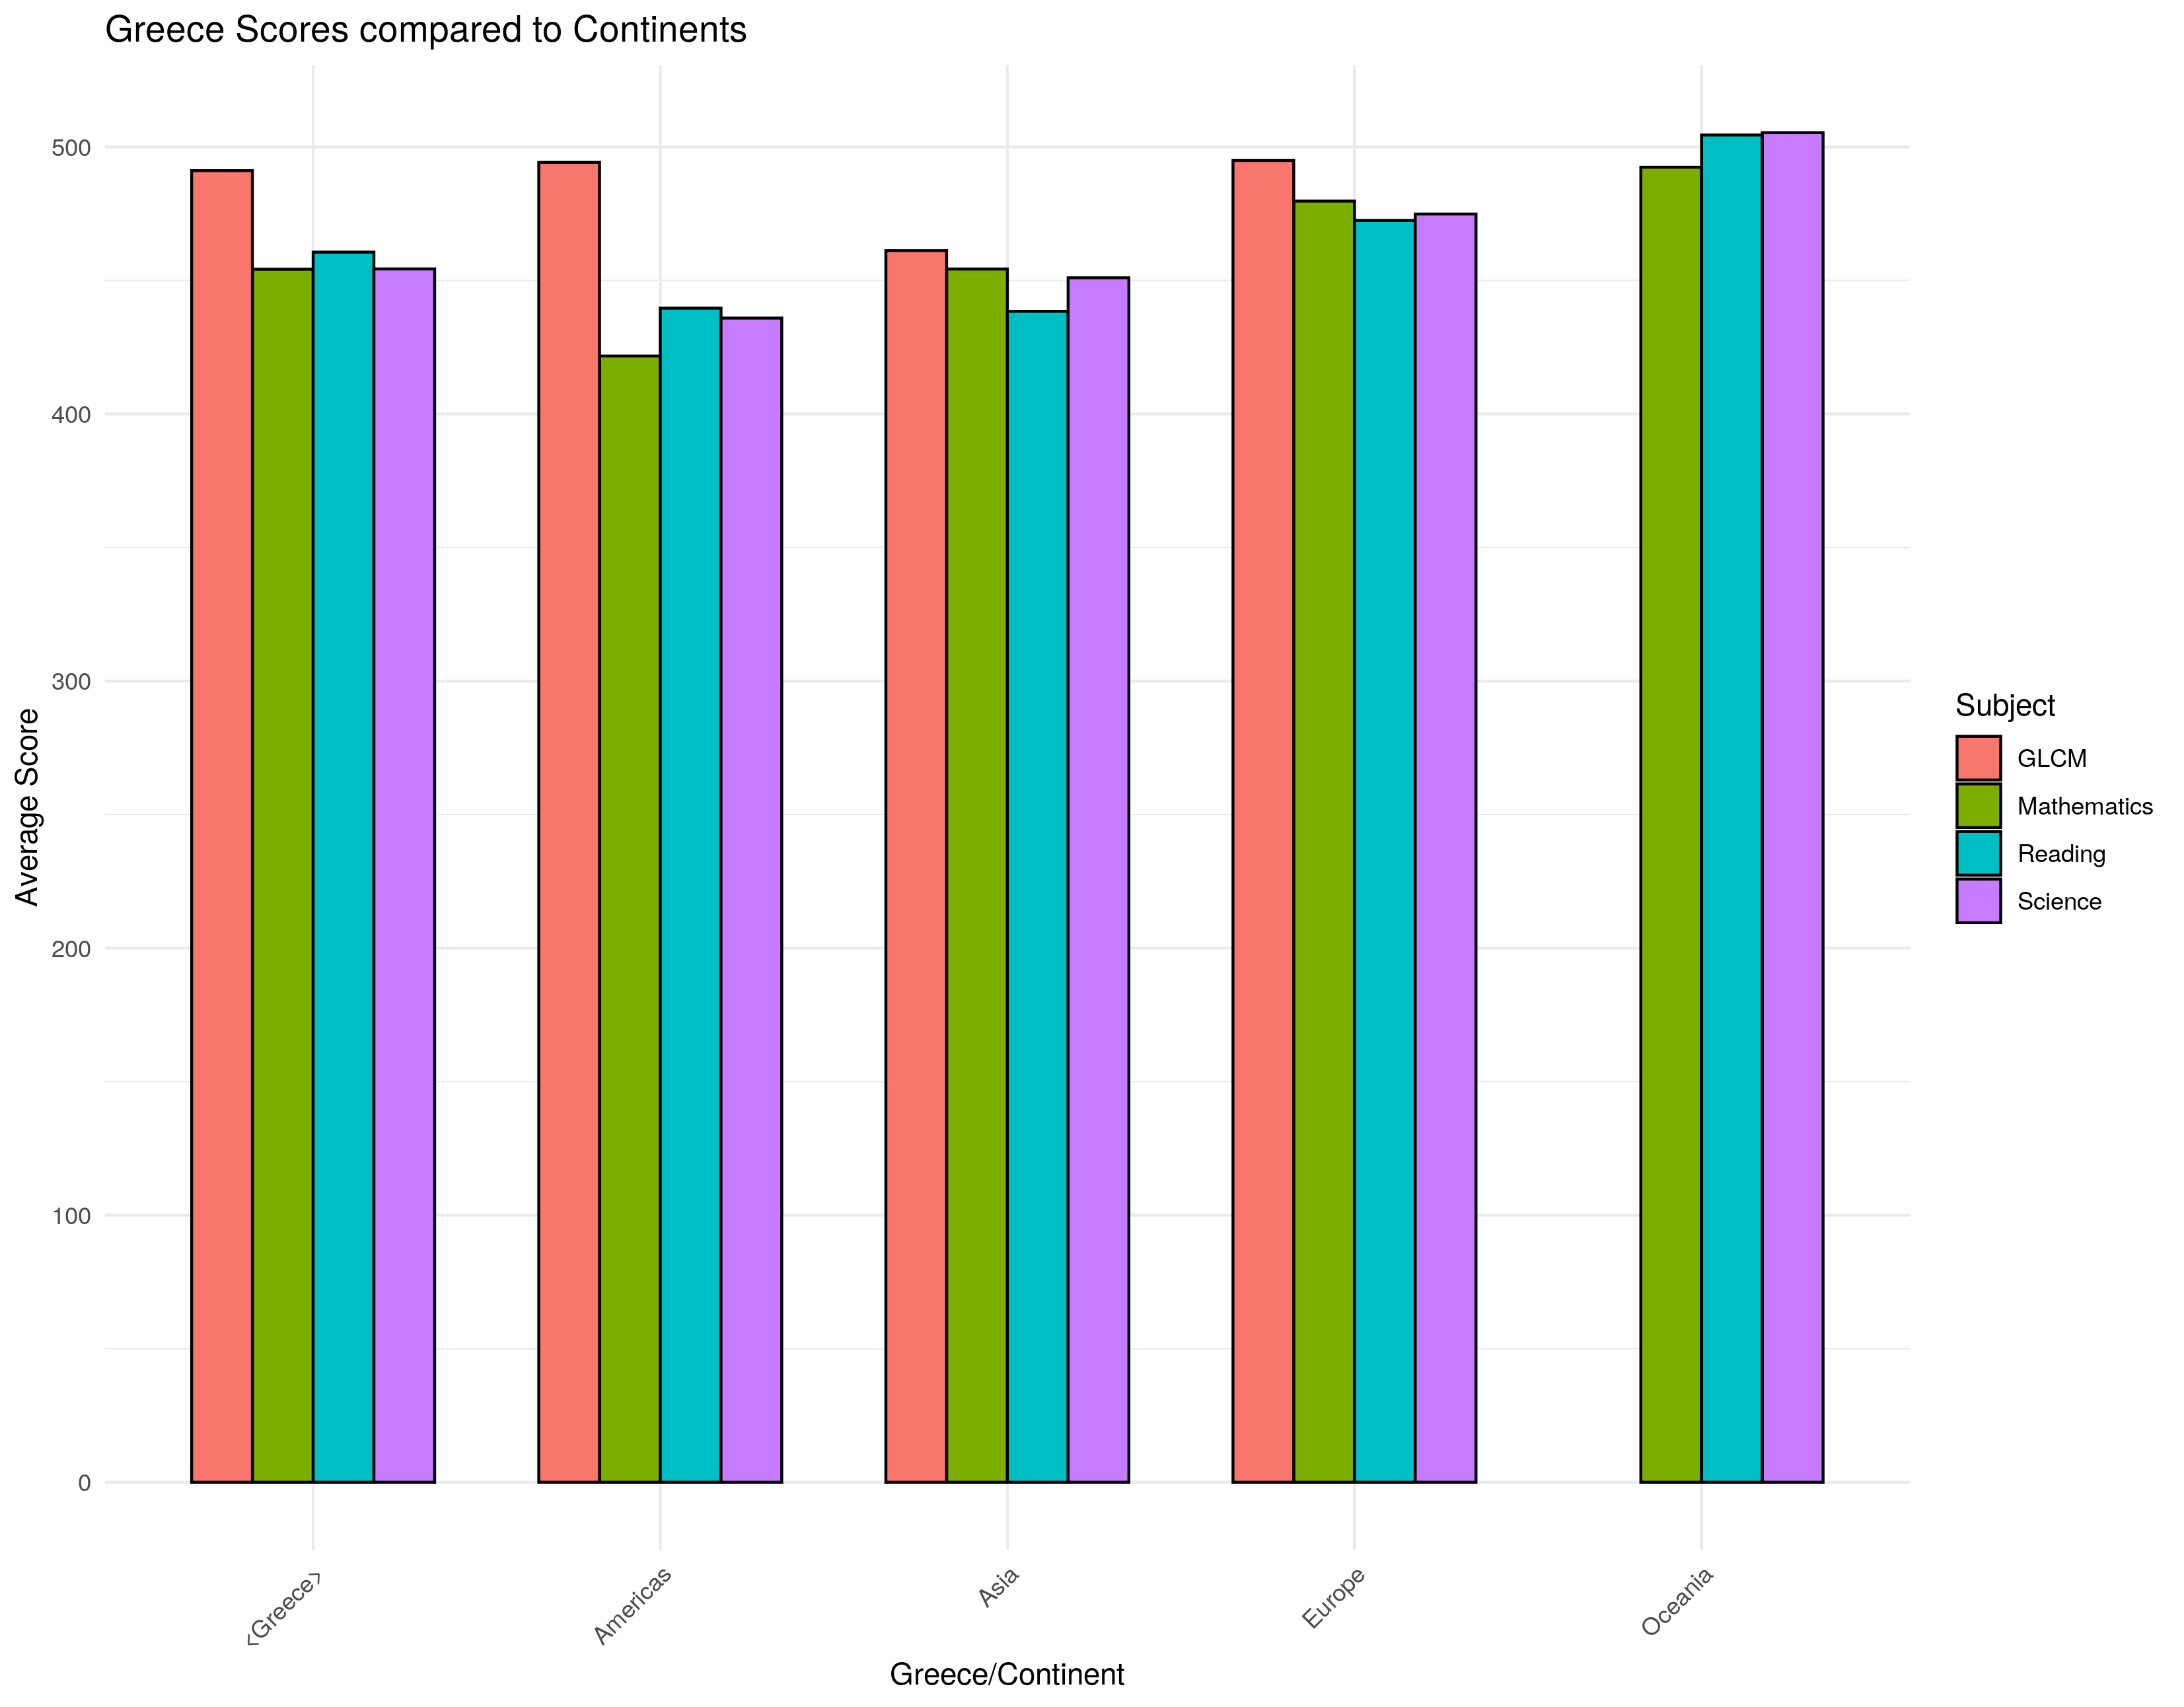 Greece Scores compared to Continents
Average Score
500
400
300
200
100
0
<Greece>
Americas
Asia
Europe
Oceania
Greece/Continent
Subject
GLCM
Mathematics
Reading
Science